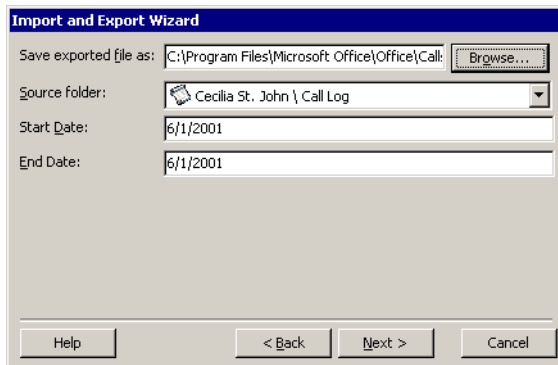 Import and Export Wizard
Save exported file as: C:\Program Files\Microsoft Office\Office\Call: Browse...
Source folder: Cecilia St. John \ Call Log
Start Date: 6/1/2001
End Date: 6/1/2001
Help < Back Next > Cancel